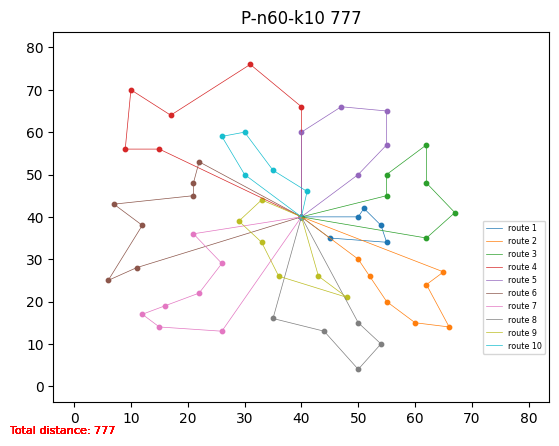 P-n60-k10 777
80
70
60
50
40
30
20
10
0
0 10 20 30 40 50 60 70 80
route 1
route 2
route 3
route 4
route 5
route 6
route 7
route 8
route 9
route 10
Total distance: 777